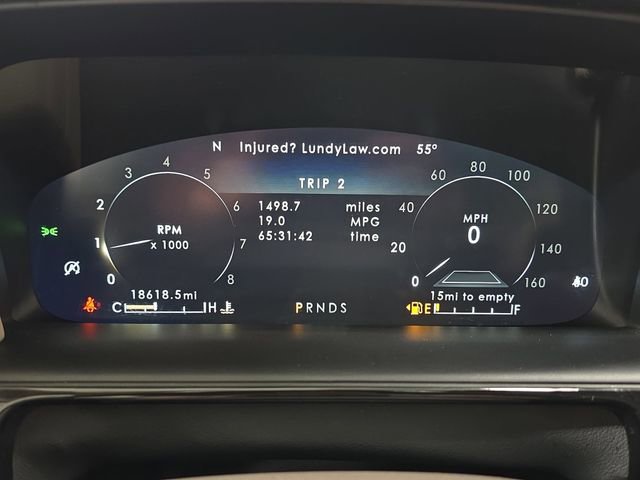 N Injured? LundyLaw.com 55°
TRIP 2
1498.7 miles
19.0 MPG
65:31:42 time
0 1 2 3 4 5 6 7 8
RPM
x 1000
0 20 40 60 80 100 120 140 160
MPH
0
18618.5mi
C H
PRNDS
15mi to empty
E F